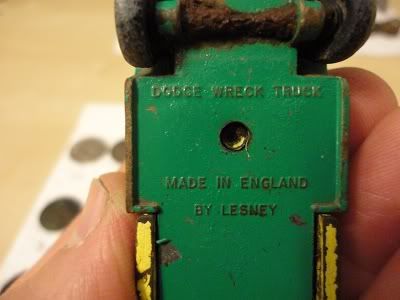 DODGE WRECK TRUCK
MADE IN ENGLAND
BY LESNEY